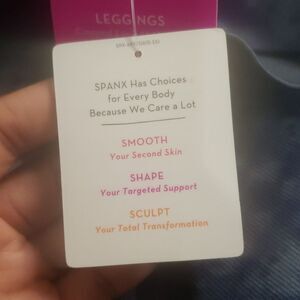 LEGGINGS
SPANX Has Choices
for Every Body
Because We Care a Lot
SMOOTH
Your Second Skin
SHAPE
Your Targeted Support
SCULPT
Your Total Transformation